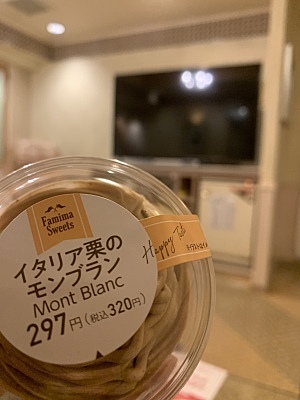 Famima
Sweets
イタリア栗の
モンブラン
Mont Blanc
297円(税込320円)
Happy